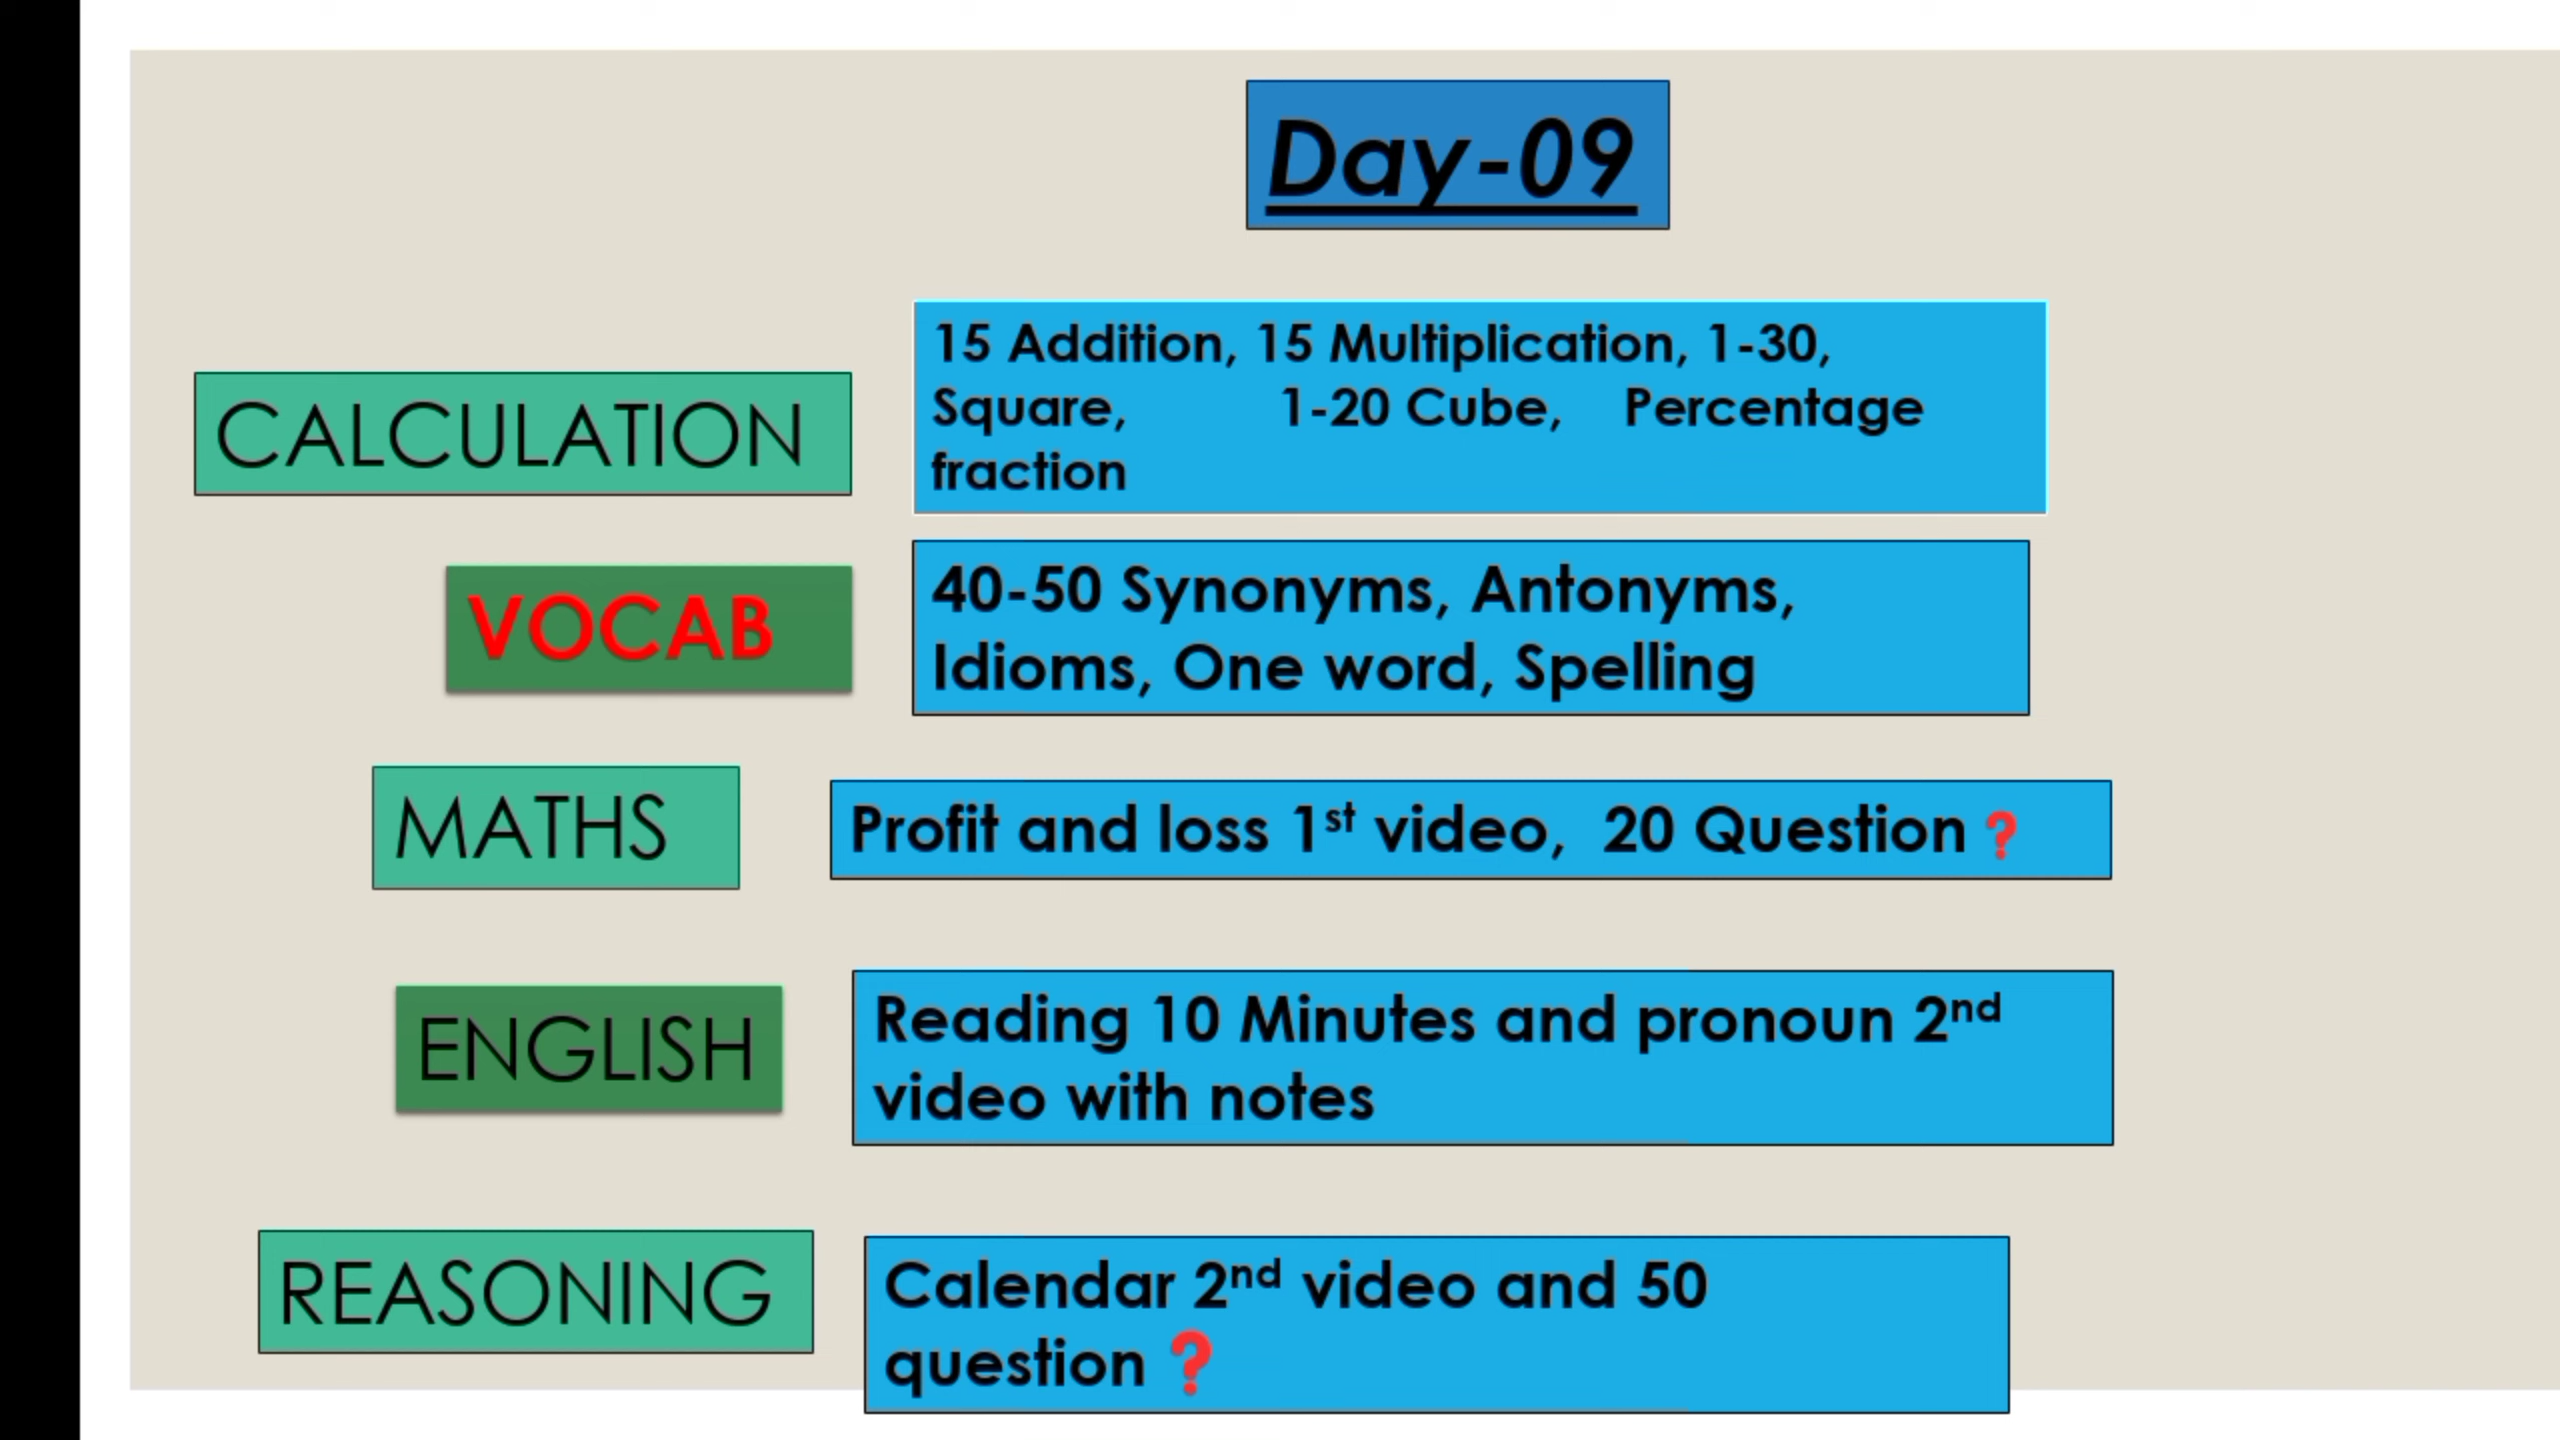 Day-09
CALCULATION
15 Addition, 15 Multiplication, 1-30,
Square, 1-20 Cube, Percentage
fraction
VOCAB
40-50 Synonyms, Antonyms,
Idioms, One word, Spelling
MATHS
Profit and loss 1st video, 20 Question ❓
ENGLISH
Reading 10 Minutes and pronoun 2nd
video with notes
REASONING
Calendar 2nd video and 50
question ❓